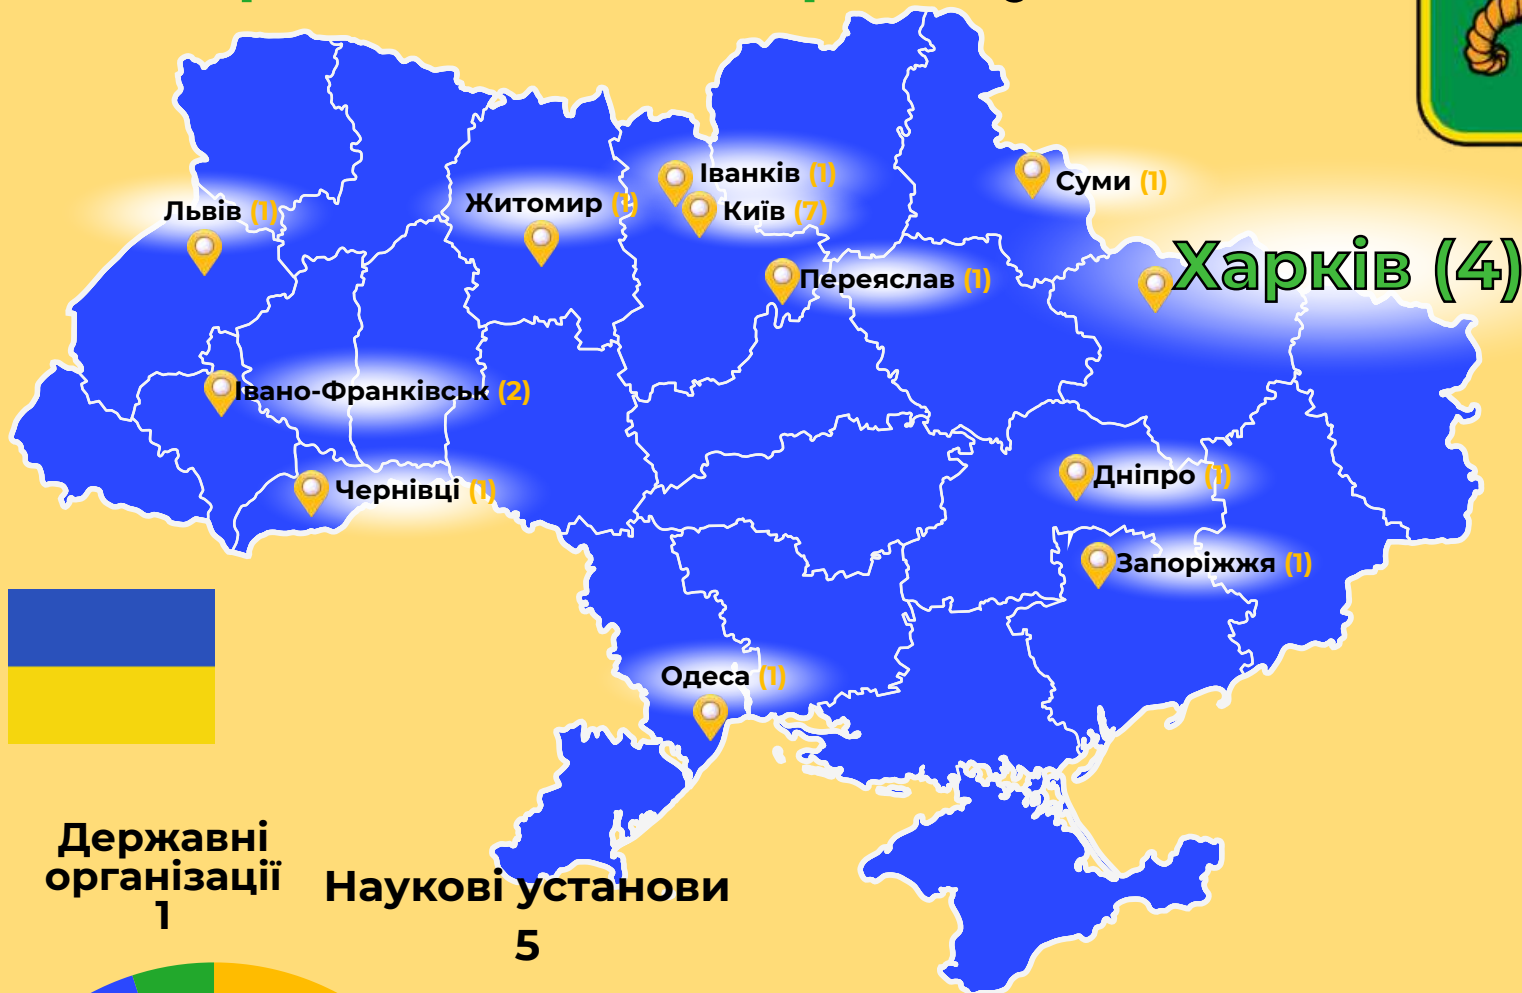 Іванків (1)
Суми (1)
Львів (1)
Житомир (1)
Київ (7)
Харків (4)
Переяслав (1)
Івано-Франківськ (2)
Дніпро (1)
Чернівці (1)
Запоріжжя (1)
Одеса (1)
Державні
організації
1
Наукові установи
5